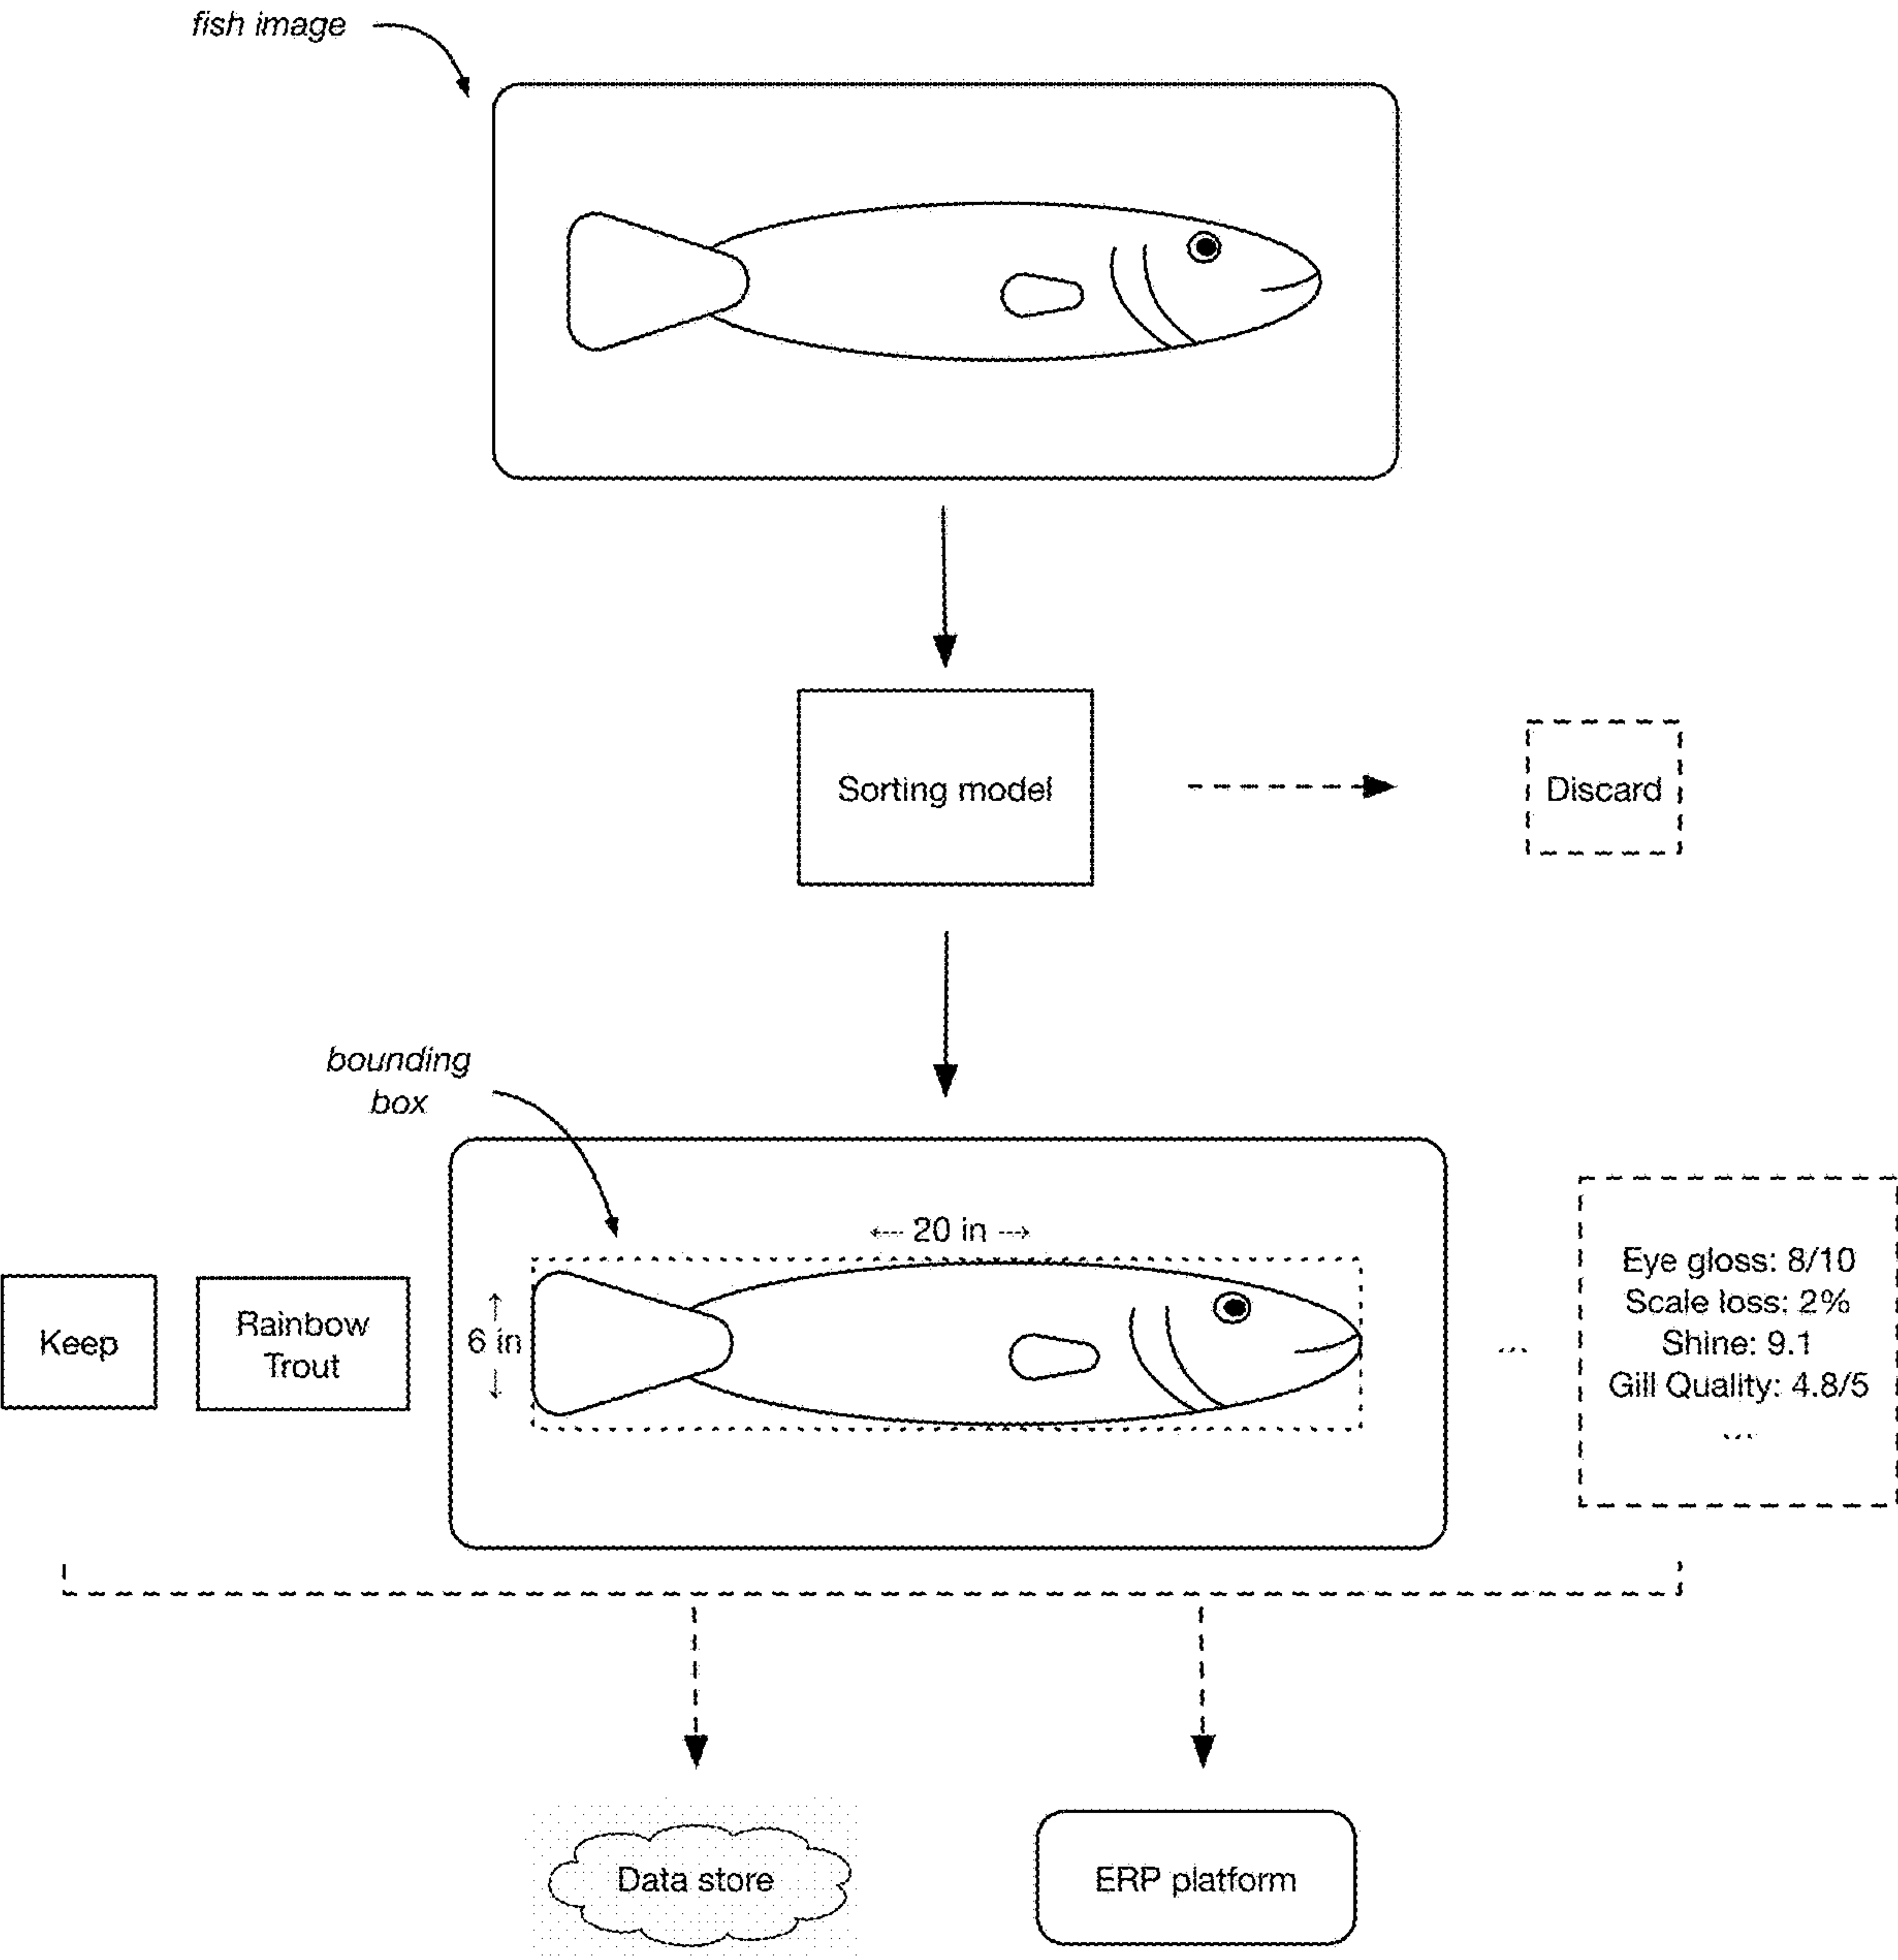 fish image
Sorting model
Discard
bounding
box
← 20 in →
6 in
Keep
Rainbow
Trout
...
Eye gloss: 8/10
Scale loss: 2%
Shine: 9.1
Gill Quality: 4.8/5
...
Data store
ERP platform